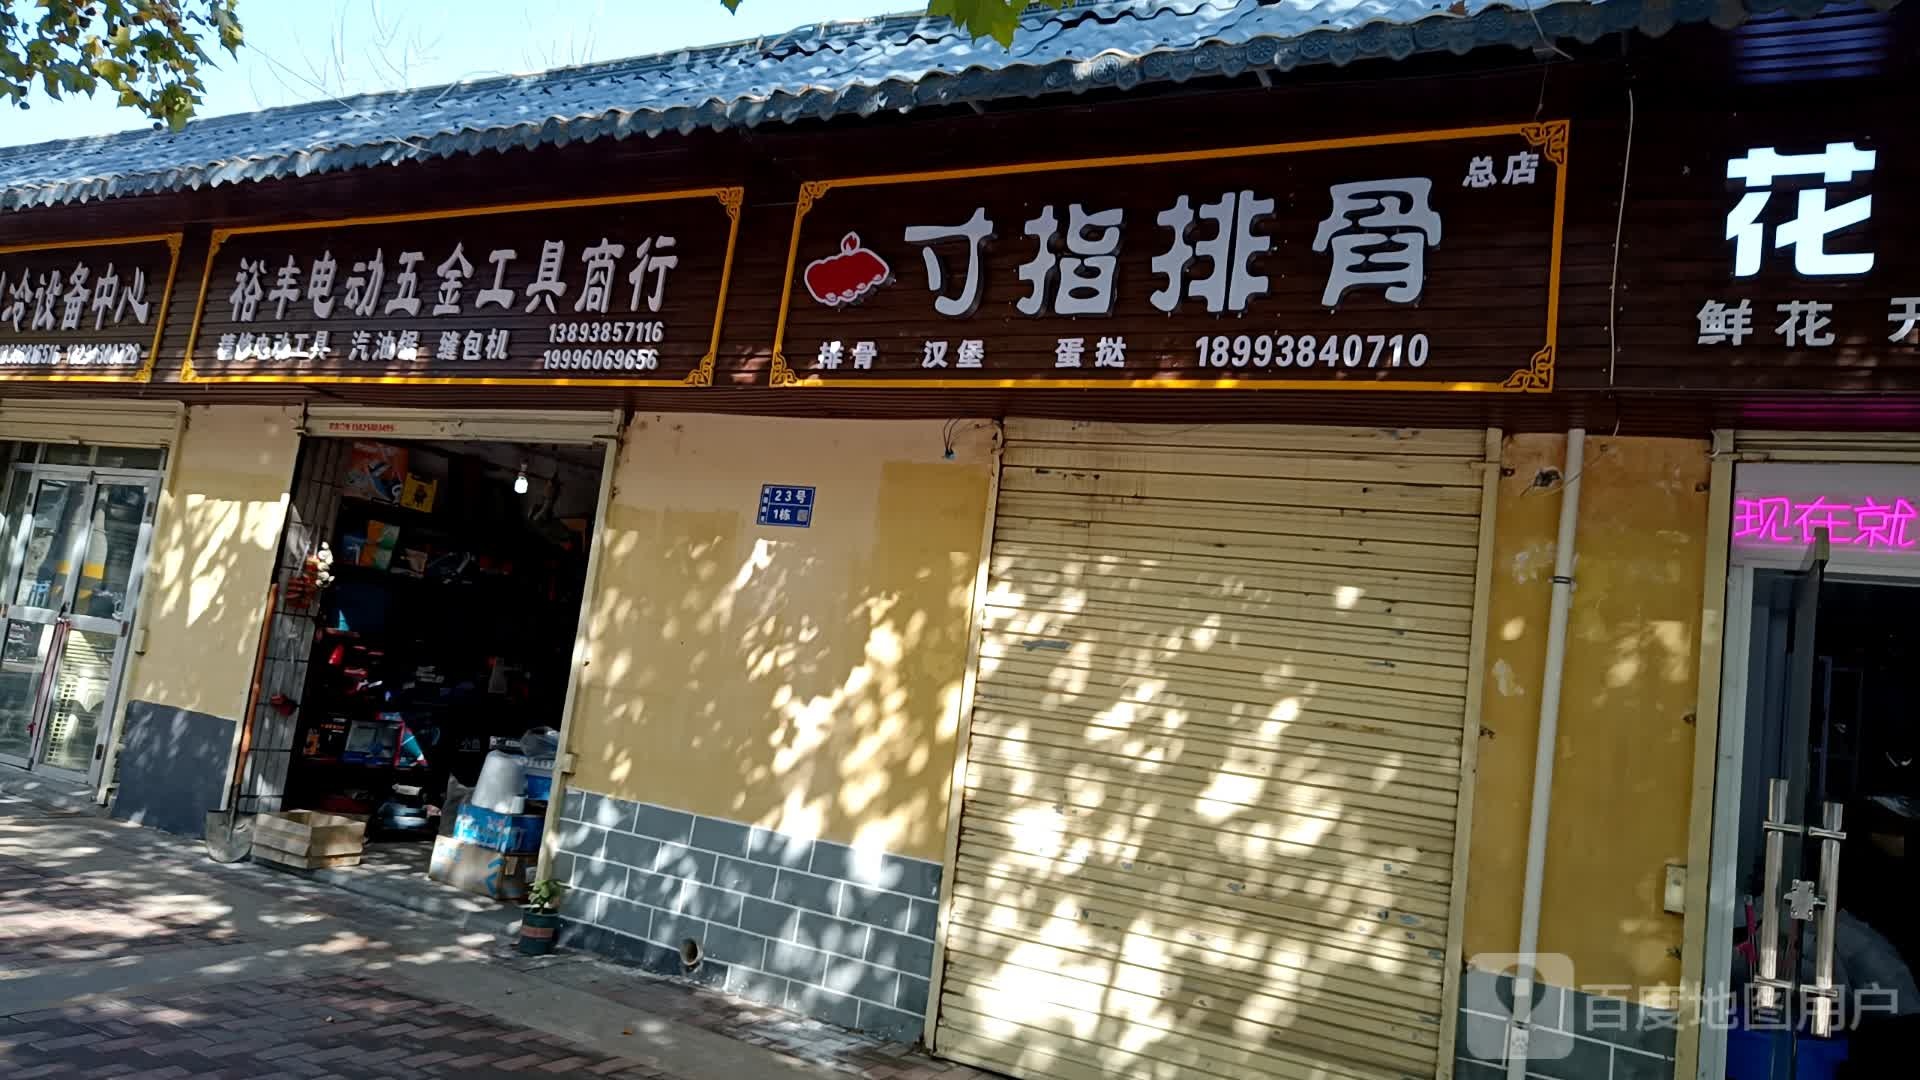 冷设备中心
裕丰电动五金工具商行
精修电动工具 汽油锯 缝包机
13893857116
19996069656
寸指排骨
总店
排骨 汉堡 蛋挞 18993840710
花
鲜花
23号
1栋
现在就
百度地图用户